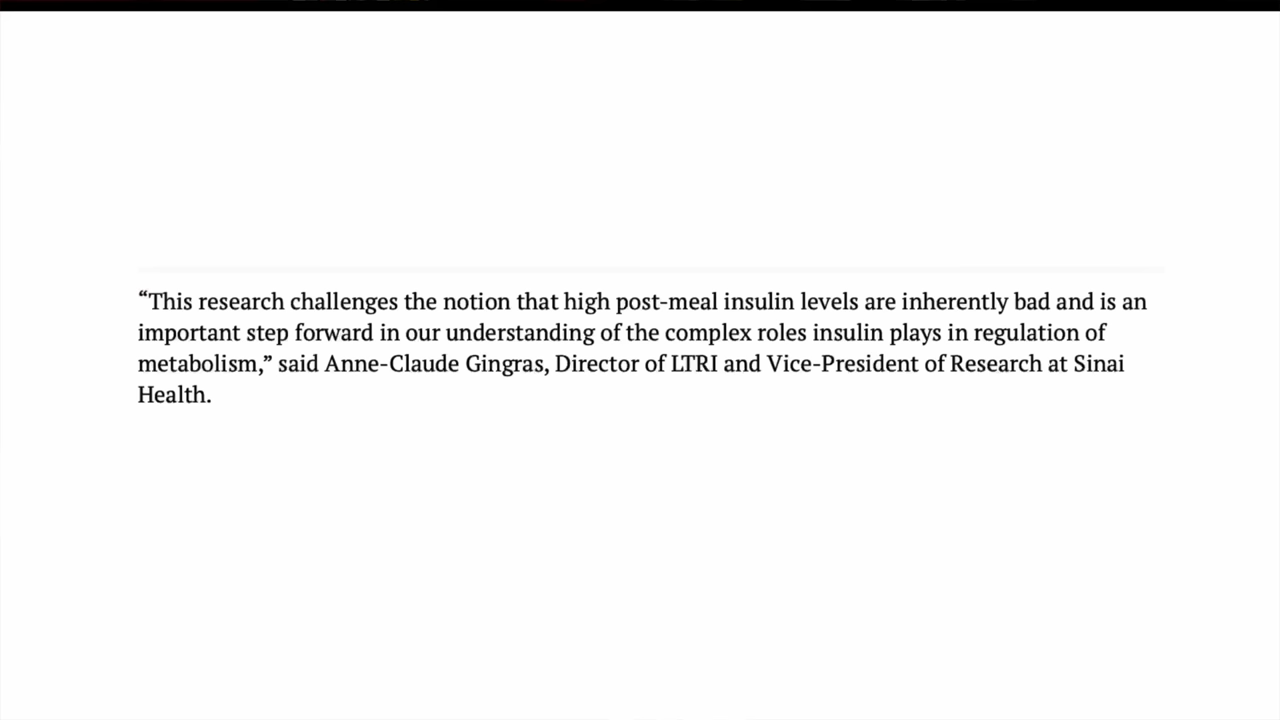 “This research challenges the notion that high post-meal insulin levels are inherently bad and is an
important step forward in our understanding of the complex roles insulin plays in regulation of
metabolism,” said Anne-Claude Gingras, Director of LTRI and Vice-President of Research at Sinai
Health.